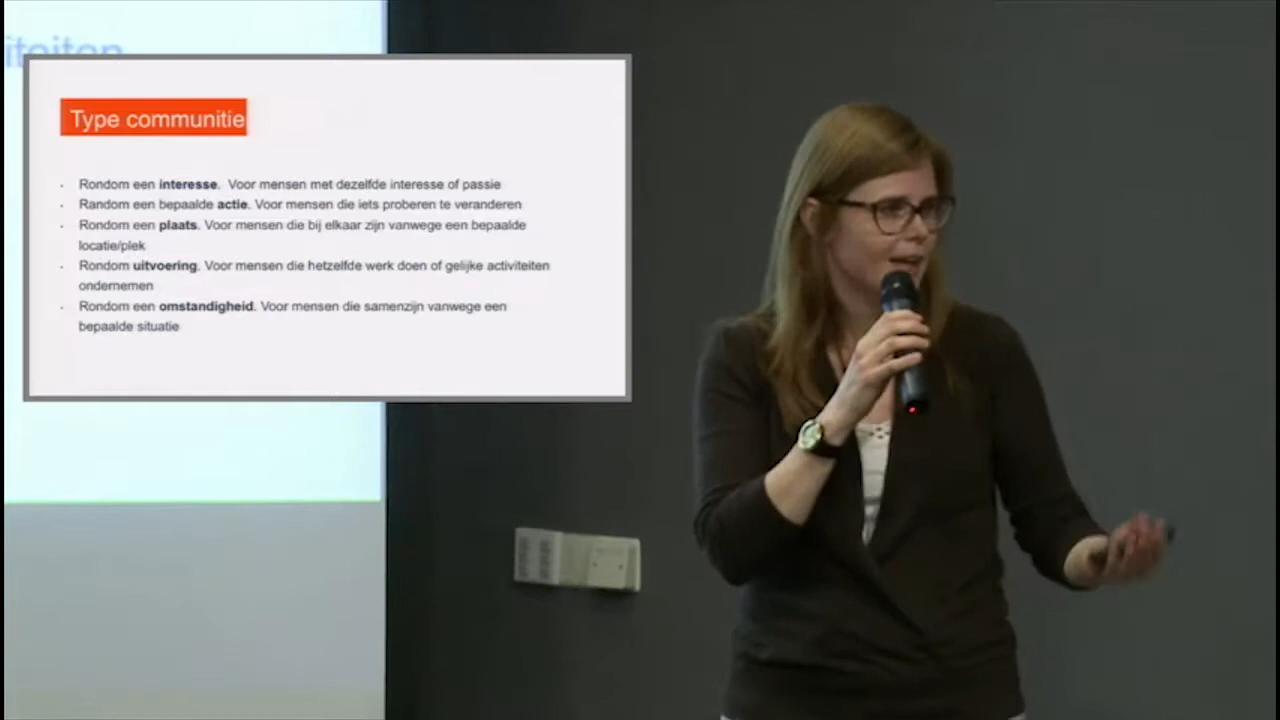 iteiten
Type communitie
Rondom een interesse. Voor mensen met dezelfde interesse of passie
Random een bepaalde actie. Voor mensen die iets proberen te veranderen
Rondom een plaats. Voor mensen die bij elkaar zijn vanwege een bepaalde
locatie/plek
Rondom uitvoering. Voor mensen die hetzelfde werk doen of gelijke activiteiten
ondernemen
Rondom een omstandigheid. Voor mensen die samenzijn vanwege een
bepaalde situatie